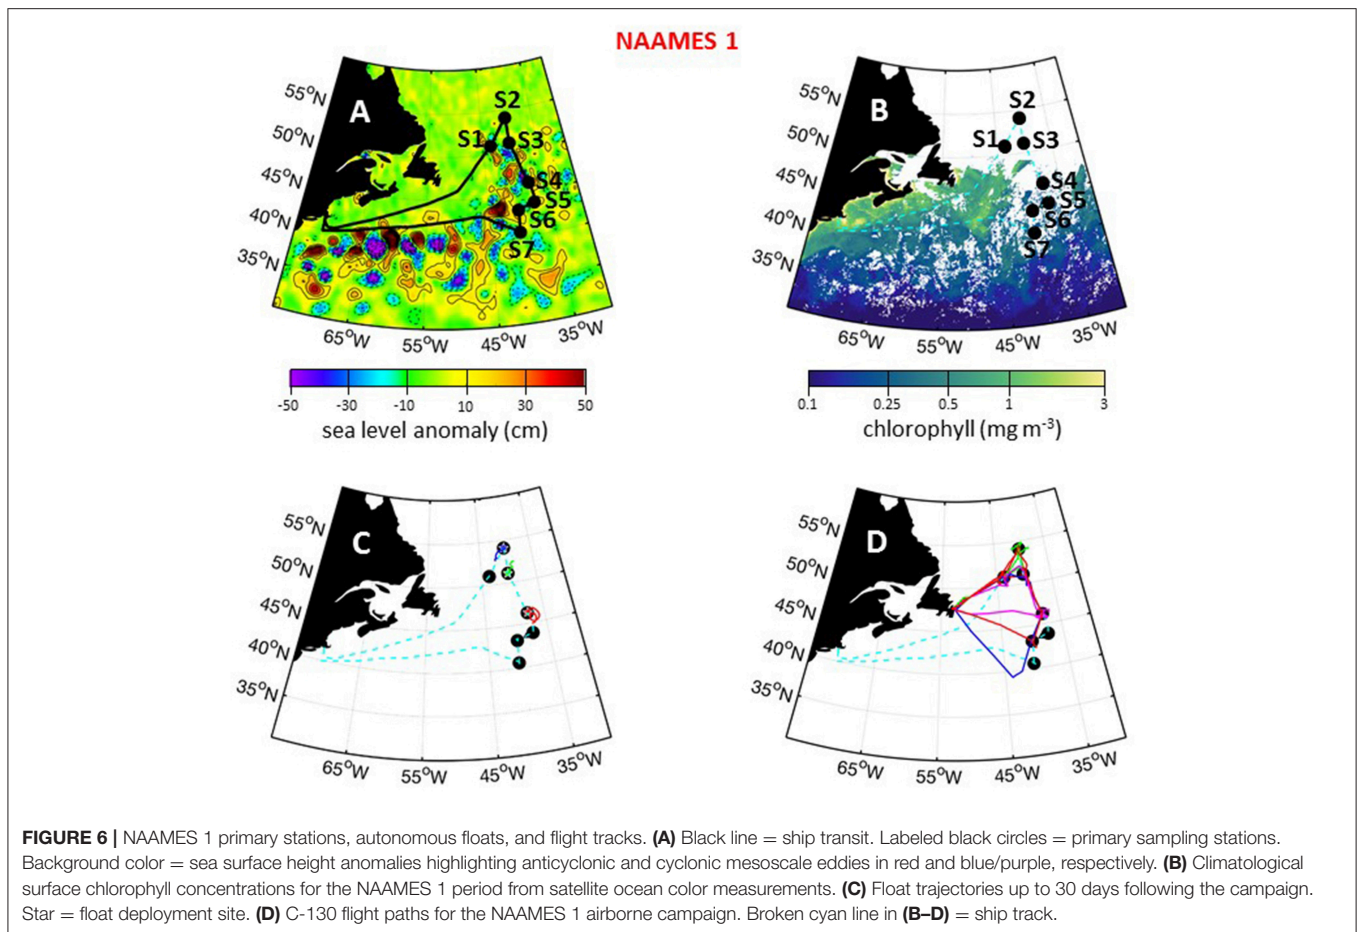 NAAMES 1
A
55°N
50°N
45°N
40°N
35°N
S2
S1
S3
S4
S5
S6
S7
65°W
55°W
45°W
35°W
-50
-30
-10
10
30
50
sea level anomaly (cm)
B
55°N
50°N
45°N
40°N
35°N
S2
S1
S3
S4
S5
S6
S7
65°W
55°W
45°W
35°W
0.1
0.25
0.5
1
3
chlorophyll (mg m⁻³)
C
55°N
50°N
45°N
40°N
35°N
65°W
55°W
45°W
35°W
D
55°N
50°N
45°N
40°N
35°N
65°W
55°W
45°W
35°W
FIGURE 6 | NAAMES 1 primary stations, autonomous floats, and flight tracks. (A) Black line = ship transit. Labeled black circles = primary sampling stations.
Background color = sea surface height anomalies highlighting anticyclonic and cyclonic mesoscale eddies in red and blue/purple, respectively. (B) Climatological
surface chlorophyll concentrations for the NAAMES 1 period from satellite ocean color measurements. (C) Float trajectories up to 30 days following the campaign.
Star = float deployment site. (D) C-130 flight paths for the NAAMES 1 airborne campaign. Broken cyan line in (B–D) = ship track.